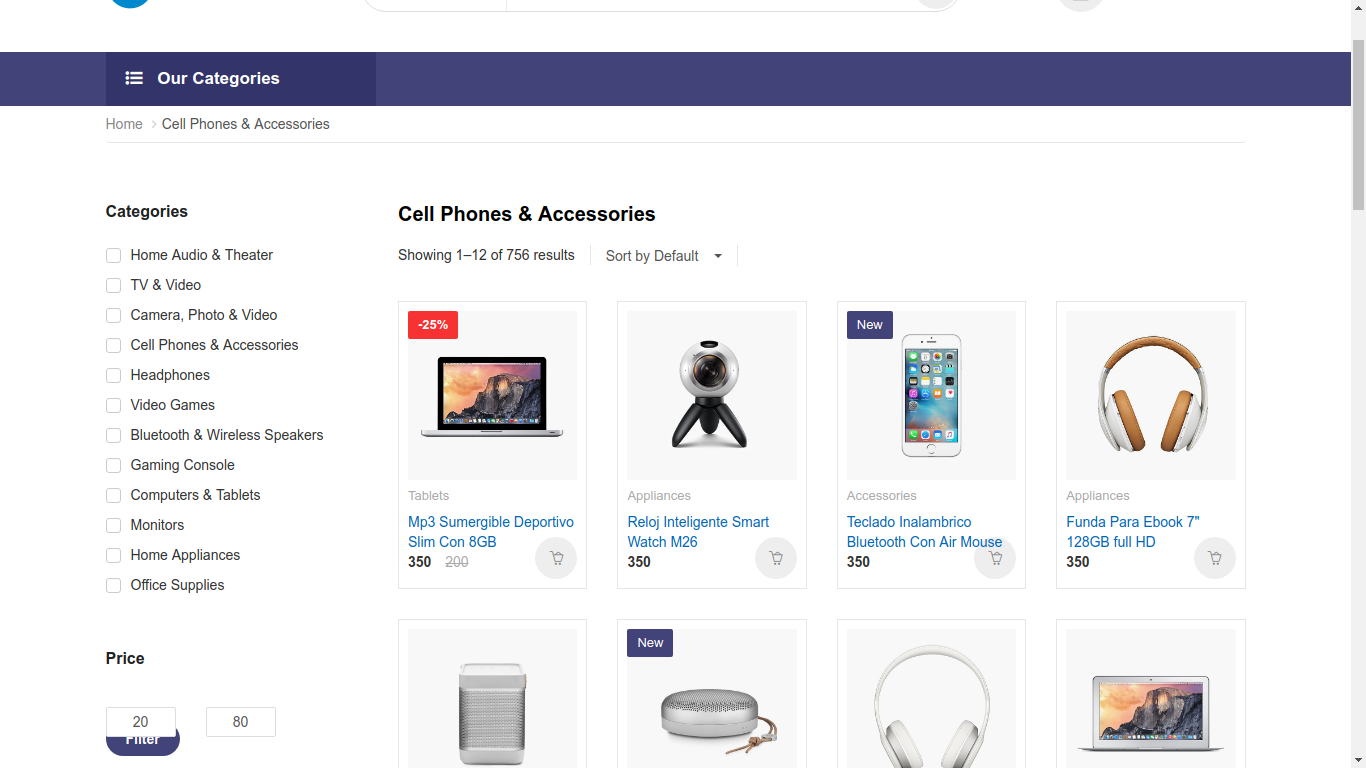 Our Categories
Home
Cell Phones & Accessories
Categories
Home Audio & Theater
TV & Video
Camera, Photo & Video
Cell Phones & Accessories
Headphones
Video Games
Bluetooth & Wireless Speakers
Gaming Console
Computers & Tablets
Monitors
Home Appliances
Office Supplies
Price
20 80
Filter
Cell Phones & Accessories
Showing 1–12 of 756 results
Sort by Default
-25%
Tablets
Mp3 Sumergible Deportivo
Slim Con 8GB
350 200
Appliances
Reloj Inteligente Smart
Watch M26
350
New
Accessories
Teclado Inalambrico
Bluetooth Con Air Mouse
350
Appliances
Funda Para Ebook 7"
128GB full HD
350
New